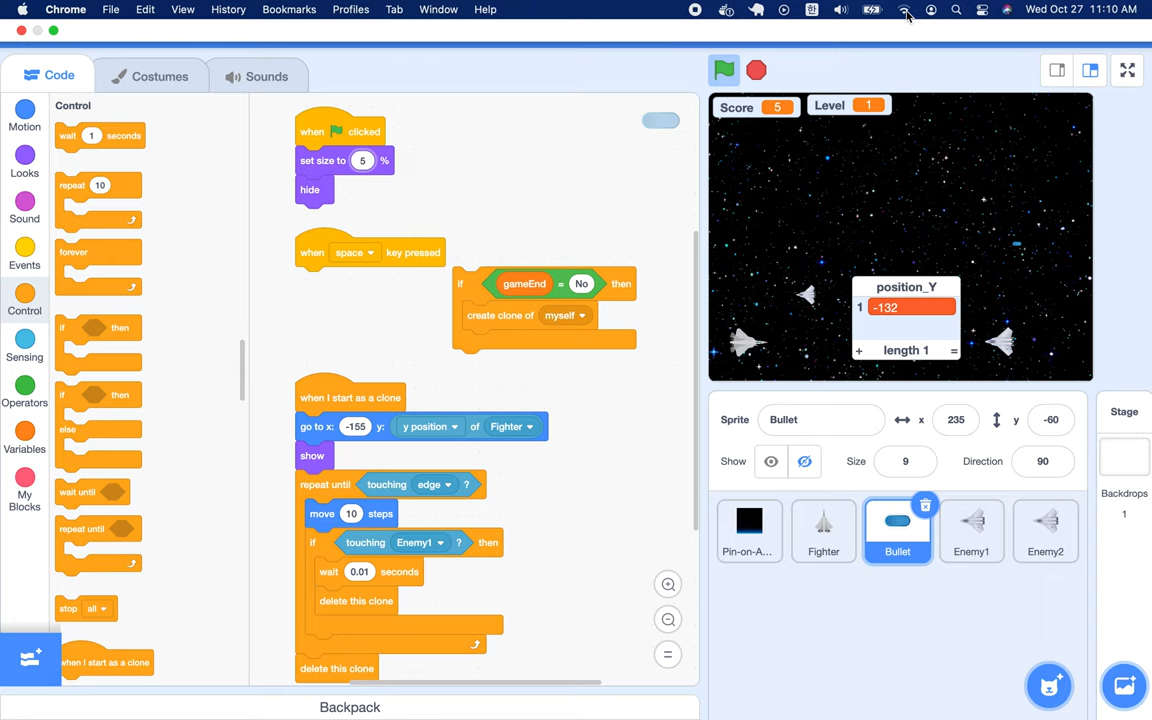 Chrome File Edit View History Bookmarks Profiles Tab Window Help 한 Wed Oct 27 11:10 AM
Code Costumes Sounds
Motion
Looks
Sound
Events
Control
Sensing
Operators
Variables
My
Blocks
Control
wait 1 seconds
repeat 10
forever
if then
if then
else
wait until
repeat until
stop all
when I start as a clone
when clicked
set size to 5 %
hide
when space key pressed
if gameEnd = No then
create clone of myself
when I start as a clone
go to x: -155 y: y position of Fighter
show
repeat until touching edge ?
move 10 steps
if touching Enemy1 ? then
wait 0.01 seconds
delete this clone
delete this clone
Backpack
Score 5 Level 1
position_Y
1 -132
+ length 1 =
Sprite Bullet x 235 y -60
Show Size 9 Direction 90
Pin-on-A... Fighter Bullet Enemy1 Enemy2
Stage
Backdrops
1